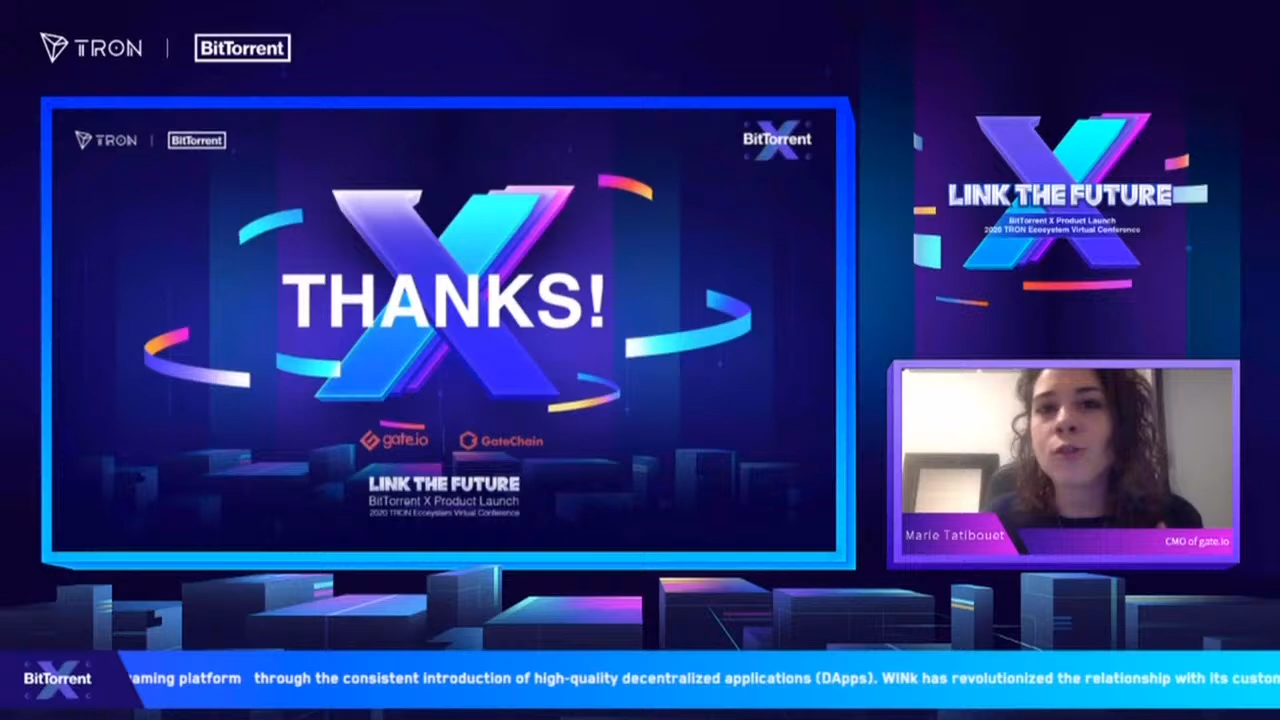 TRON
BitTorrent
TRON
BitTorrent
BitTorrent
THANKS!
gate.io
GateChain
LINK THE FUTURE
BitTorrent X Product Launch
2020 TRON Ecosystem Virtual Conference
LINK THE FUTURE
BitTorrent X Product Launch
2020 TRON Ecosystem Virtual Conference
Marie Tatibouet
CMO of gate.io
BitTorrent
aming platform through the consistent introduction of high-quality decentralized applications (DApps). WINk has revolutionized the relationship with its custom